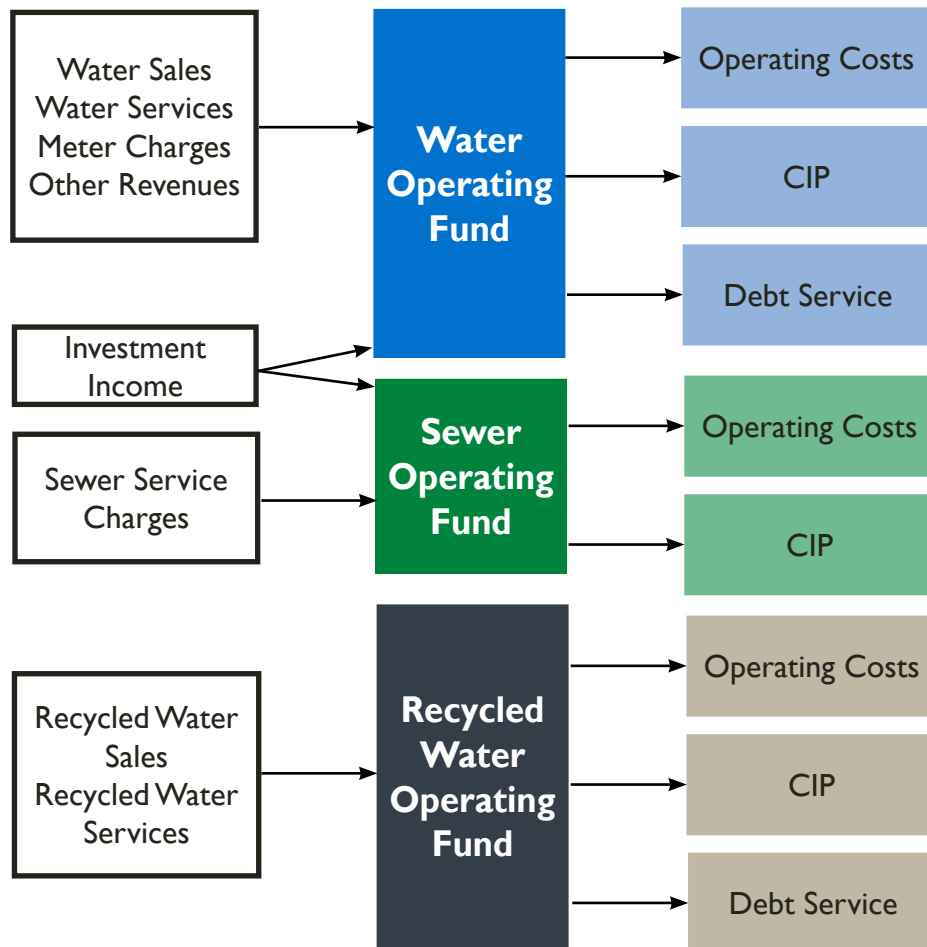 Water Sales
Water Services
Meter Charges
Other Revenues
Water
Operating
Fund
Operating Costs
CIP
Debt Service
Investment
Income
Sewer Service
Charges
Sewer
Operating
Fund
Operating Costs
CIP
Recycled Water
Sales
Recycled Water
Services
Recycled
Water
Operating
Fund
Operating Costs
CIP
Debt Service